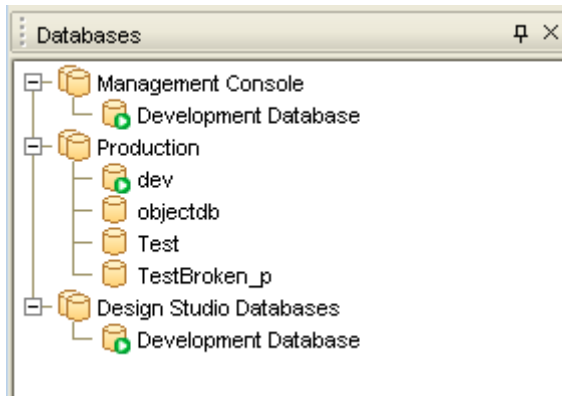 Databases
Management Console
Development Database
Production
dev
objectdb
Test
TestBroken_p
Design Studio Databases
Development Database